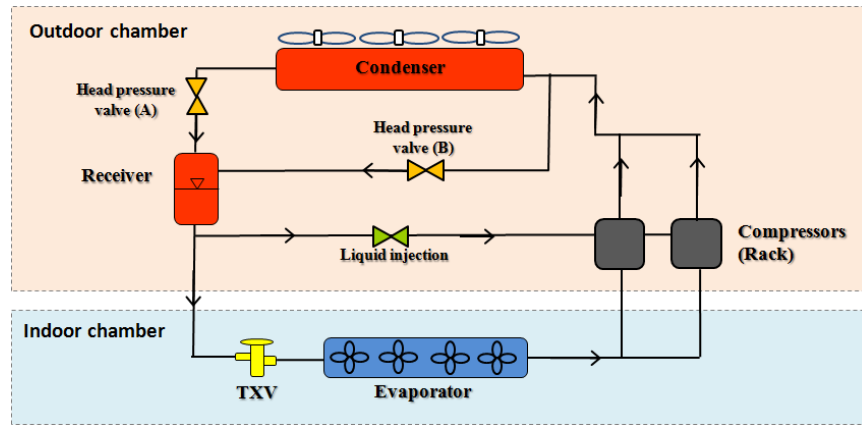 Outdoor chamber
Condenser
Head pressure
valve (A)
Head pressure
valve (B)
Receiver
Compressors
(Rack)
Liquid injection
Indoor chamber
TXV
Evaporator